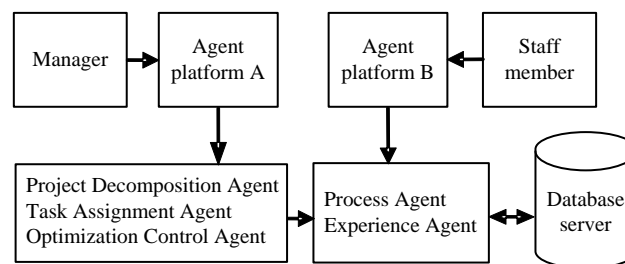 Manager
Agent
platform A
Agent
platform B
Staff
member
Project Decomposition Agent
Task Assignment Agent
Optimization Control Agent
Process Agent
Experience Agent
Database
server